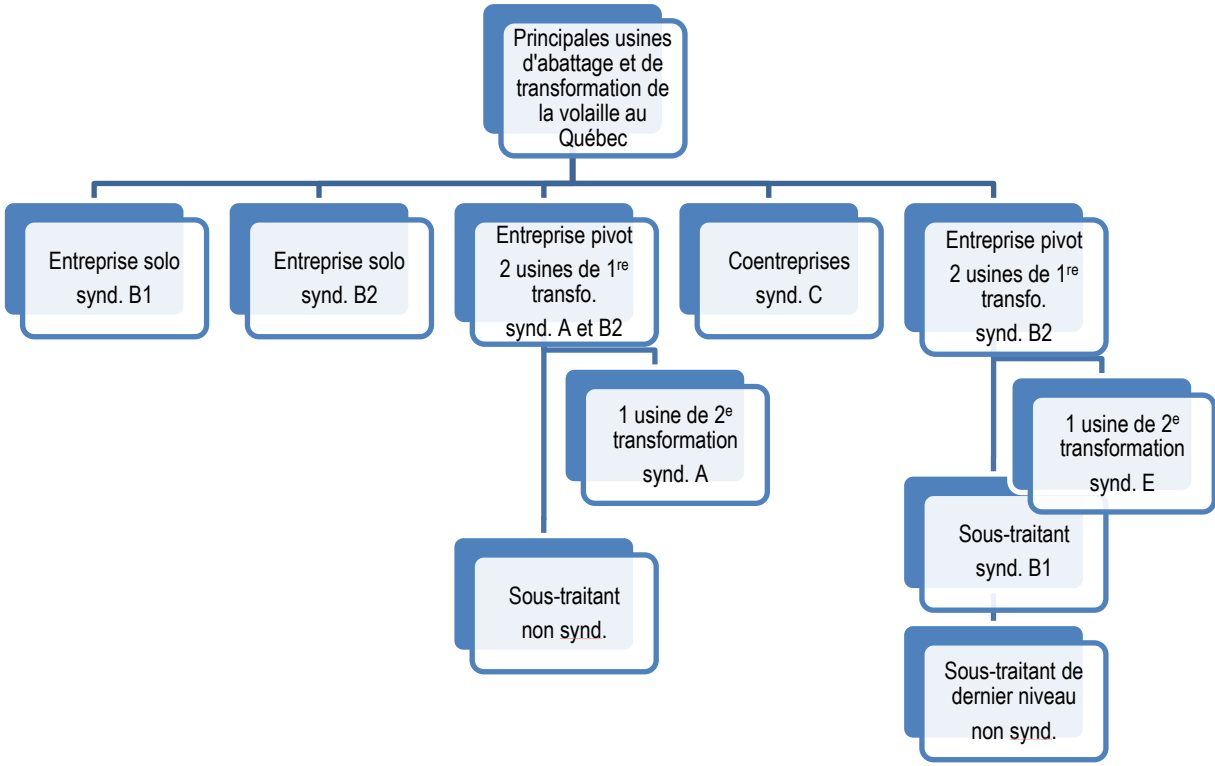 Principales usines
d'abattage et de
transformation de
la volaille au
Québec
Entreprise solo
synd. B1
Entreprise solo
synd. B2
Entreprise pivot
2 usines de 1re
transfo.
synd. A et B2
Coentreprises
synd. C
Entreprise pivot
2 usines de 1re
transfo.
synd. B2
1 usine de 2e
transformation
synd. A
1 usine de 2e
transformation
synd. E
Sous-traitant
non synd.
Sous-traitant
synd. B1
Sous-traitant de
dernier niveau
non synd.